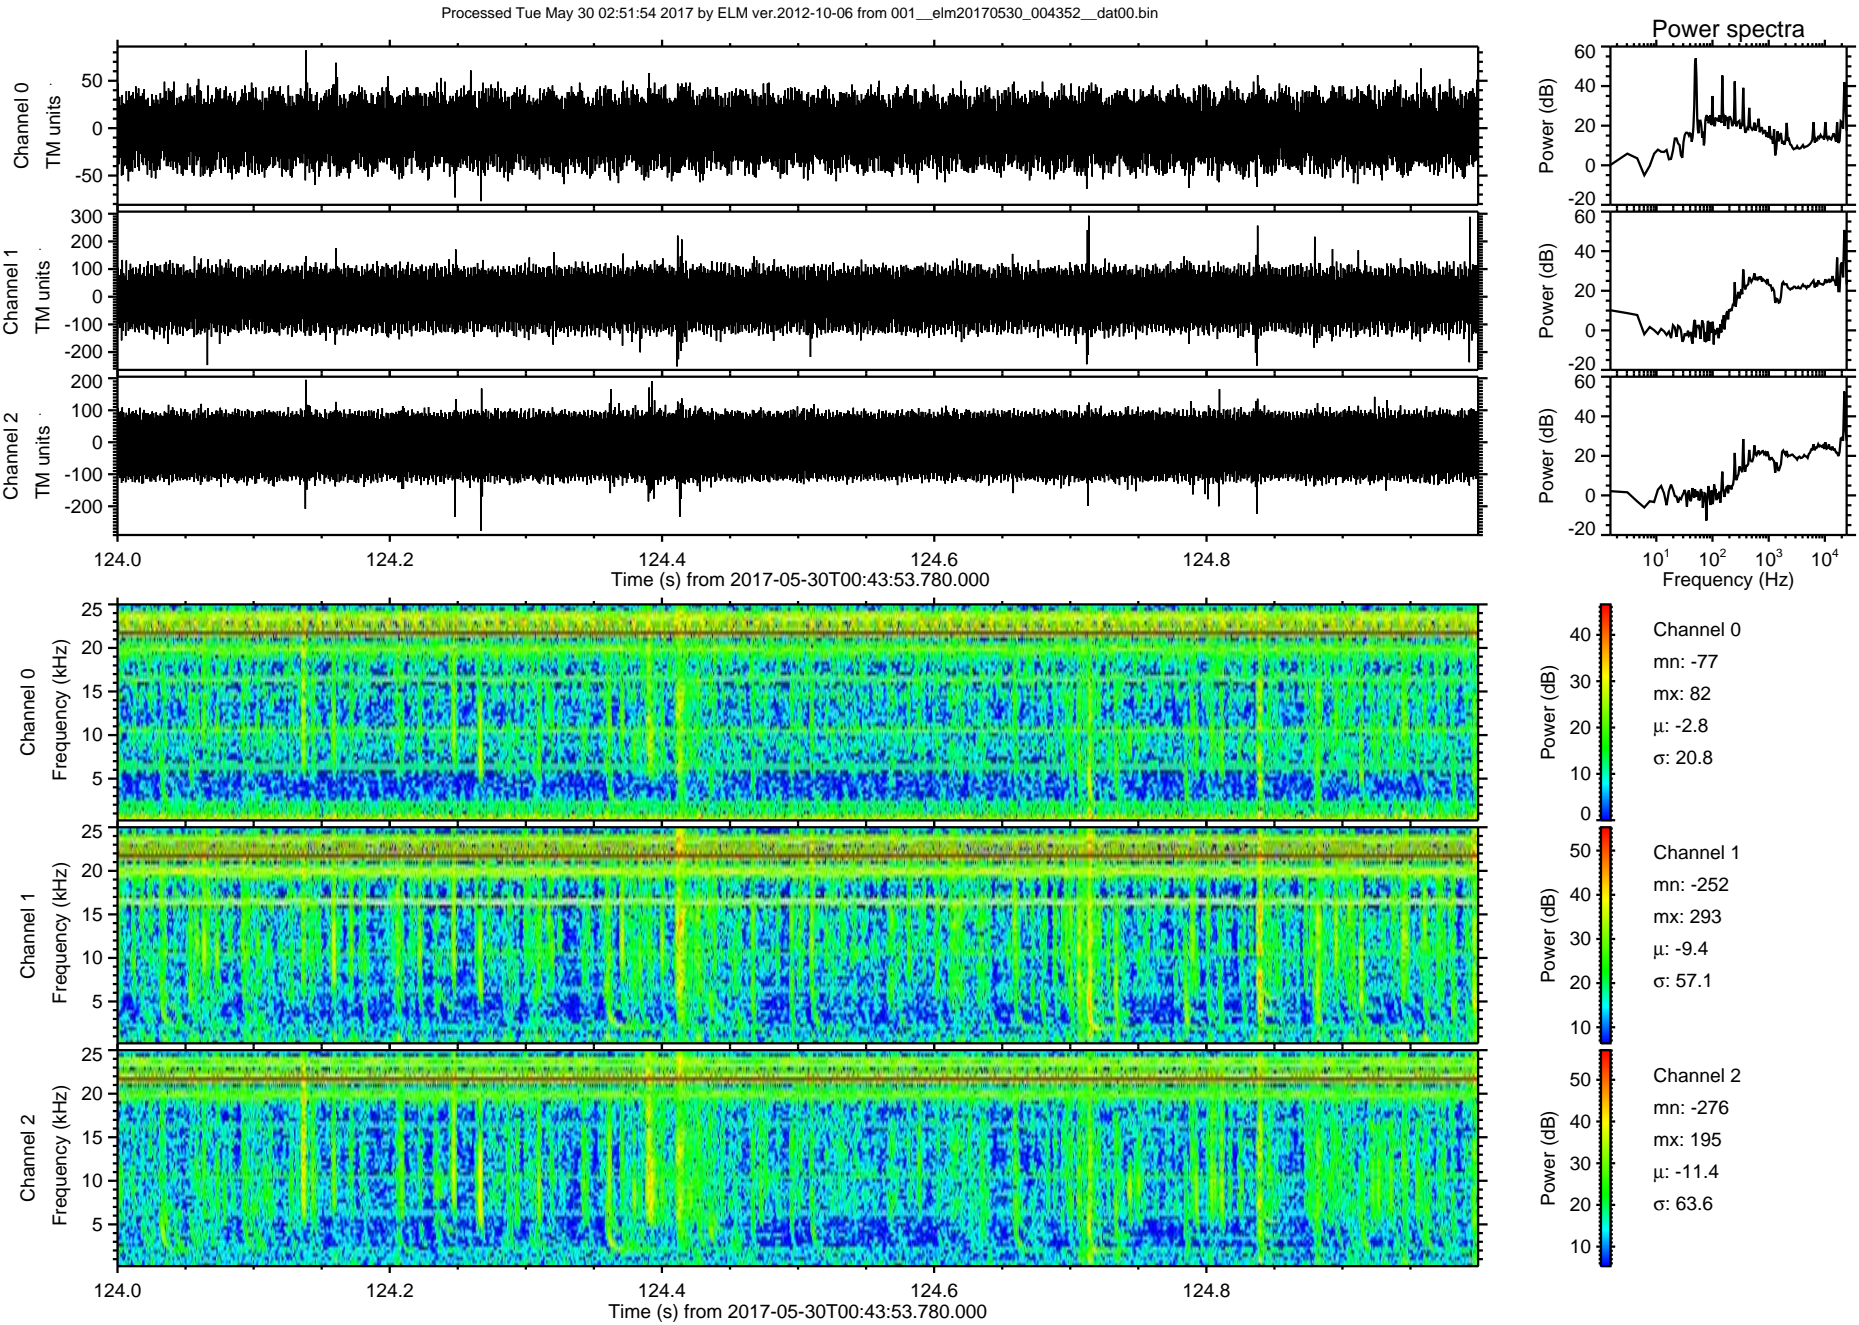 Processed Tue May 30 02:51:54 2017 by ELM ver.2012-10-06 from 001__elm20170530_004352__dat00.bin
Power spectra
Channel 0
TM units
50
0
-50
Power (dB)
60
40
20
0
-20
Channel 1
TM units
300
200
100
0
-100
-200
Power (dB)
60
40
20
0
-20
Channel 2
TM units
200
100
0
-100
-200
Power (dB)
60
40
20
0
-20
124.0 124.2 124.4 124.6 124.8
Time (s) from 2017-05-30T00:43:53.780.000
10¹ 10² 10³ 10⁴
Frequency (Hz)
Channel 0
Frequency (kHz)
25
20
15
10
5
Power (dB)
40
30
20
10
0
Channel 0
mn: -77
mx: 82
µ: -2.8
σ: 20.8
Channel 1
Frequency (kHz)
25
20
15
10
5
Power (dB)
50
40
30
20
10
Channel 1
mn: -252
mx: 293
µ: -9.4
σ: 57.1
Channel 2
Frequency (kHz)
25
20
15
10
5
Power (dB)
50
40
30
20
10
Channel 2
mn: -276
mx: 195
µ: -11.4
σ: 63.6
124.0 124.2 124.4 124.6 124.8
Time (s) from 2017-05-30T00:43:53.780.000